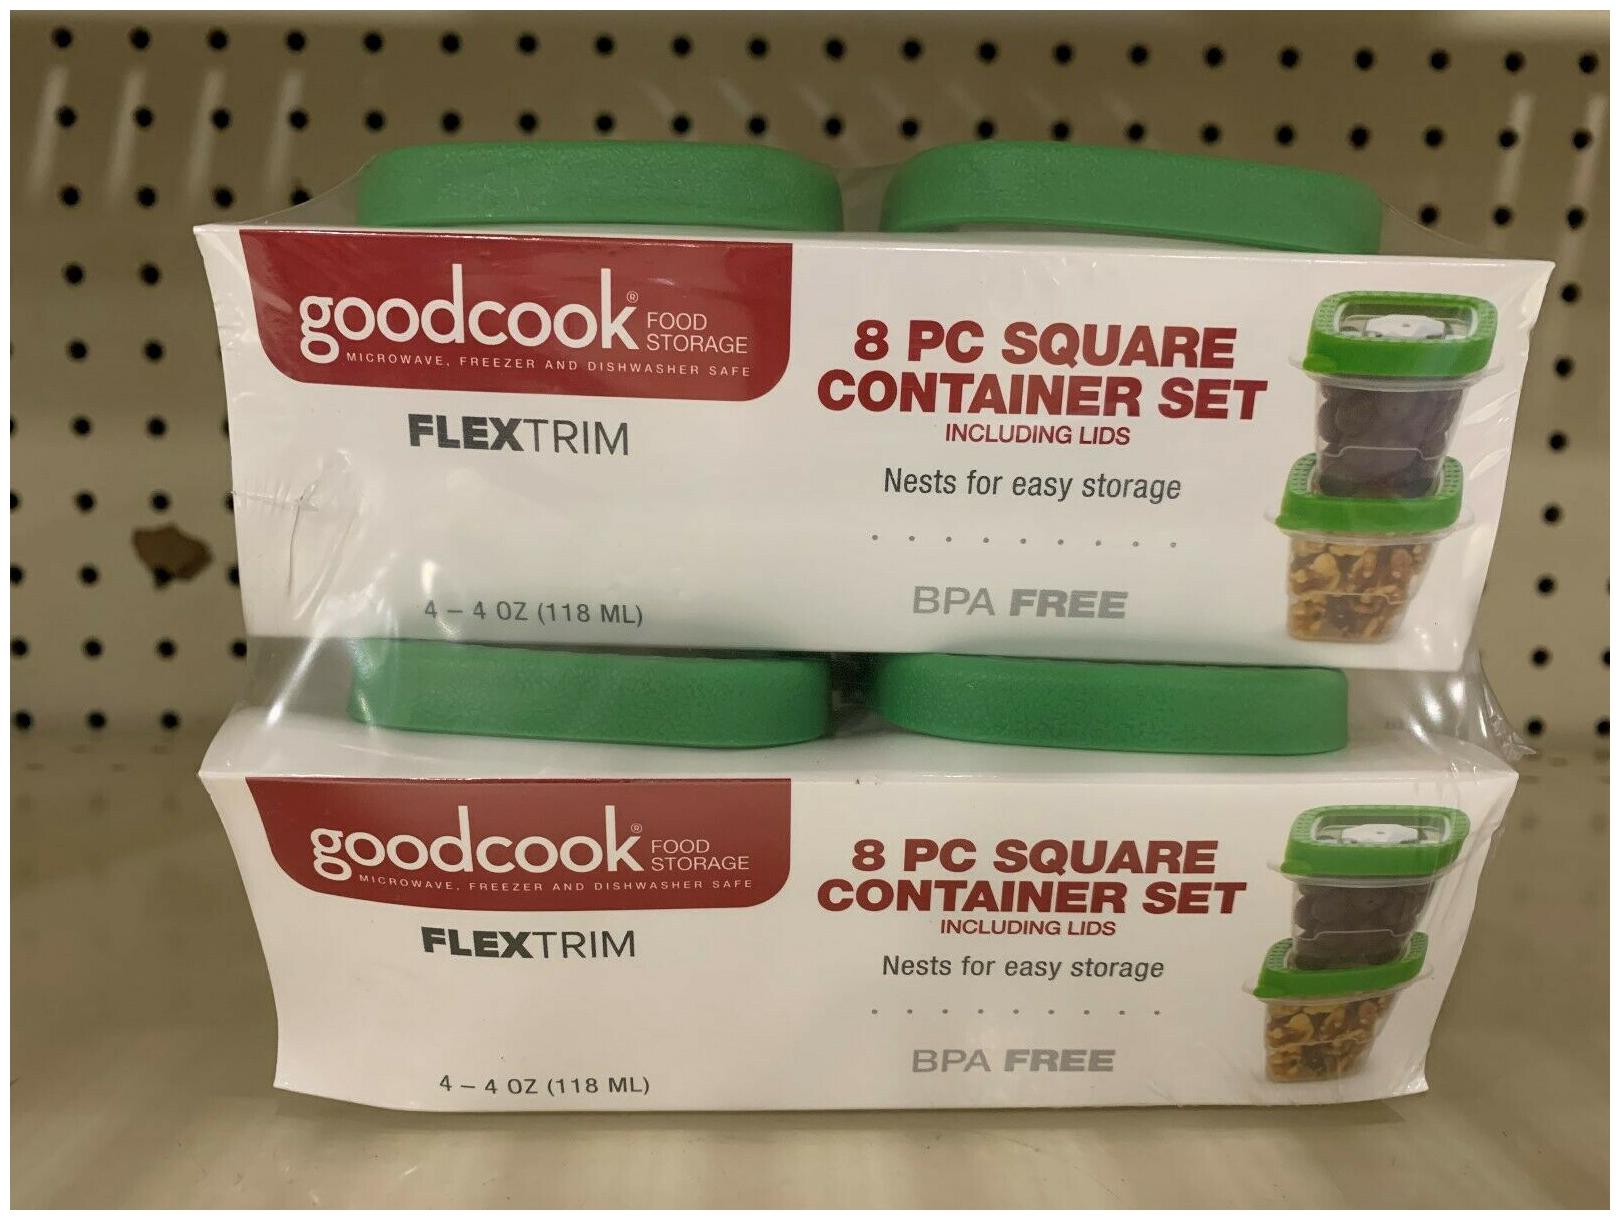 goodcook®
FOOD
STORAGE
MICROWAVE, FREEZER AND DISHWASHER SAFE
FLEXTRIM
4 – 4 OZ (118 ML)
8 PC SQUARE
CONTAINER SET
INCLUDING LIDS
Nests for easy storage
BPA FREE
goodcook®
FOOD
STORAGE
MICROWAVE, FREEZER AND DISHWASHER SAFE
FLEXTRIM
4 – 4 OZ (118 ML)
8 PC SQUARE
CONTAINER SET
INCLUDING LIDS
Nests for easy storage
BPA FREE